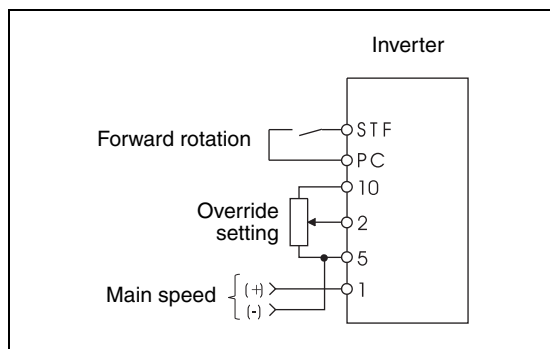 Inverter
STF
Forward rotation
PC
10
Override
setting
2
5
Main speed
(+)
1
(-)